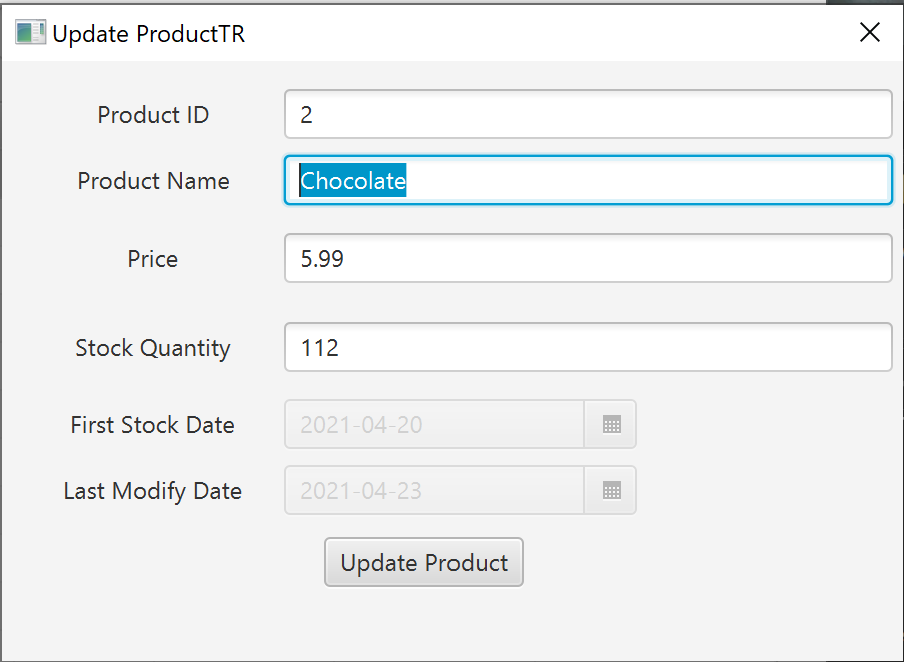 Update ProductTR
Product ID 2
Product Name Chocolate
Price 5.99
Stock Quantity 112
First Stock Date 2021-04-20
Last Modify Date 2021-04-23
Update Product